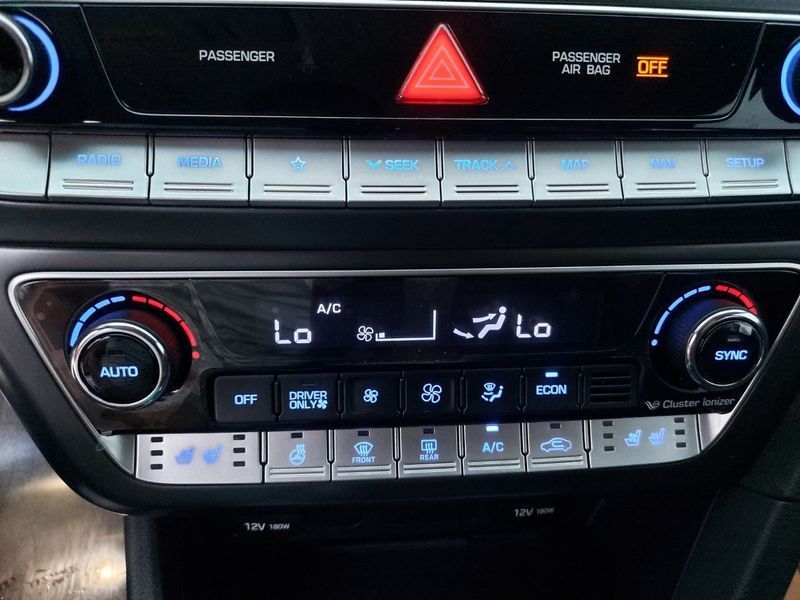 PASSENGER
PASSENGER
AIR BAG OFF
RADIO
MEDIA
SEEK
TRACK
MAP
NAV
SETUP
A/C
Lo
Lo
AUTO
SYNC
OFF
DRIVER
ONLY
ECON
Cluster ionizer
FRONT
REAR
A/C
12V 180W
12V 180W